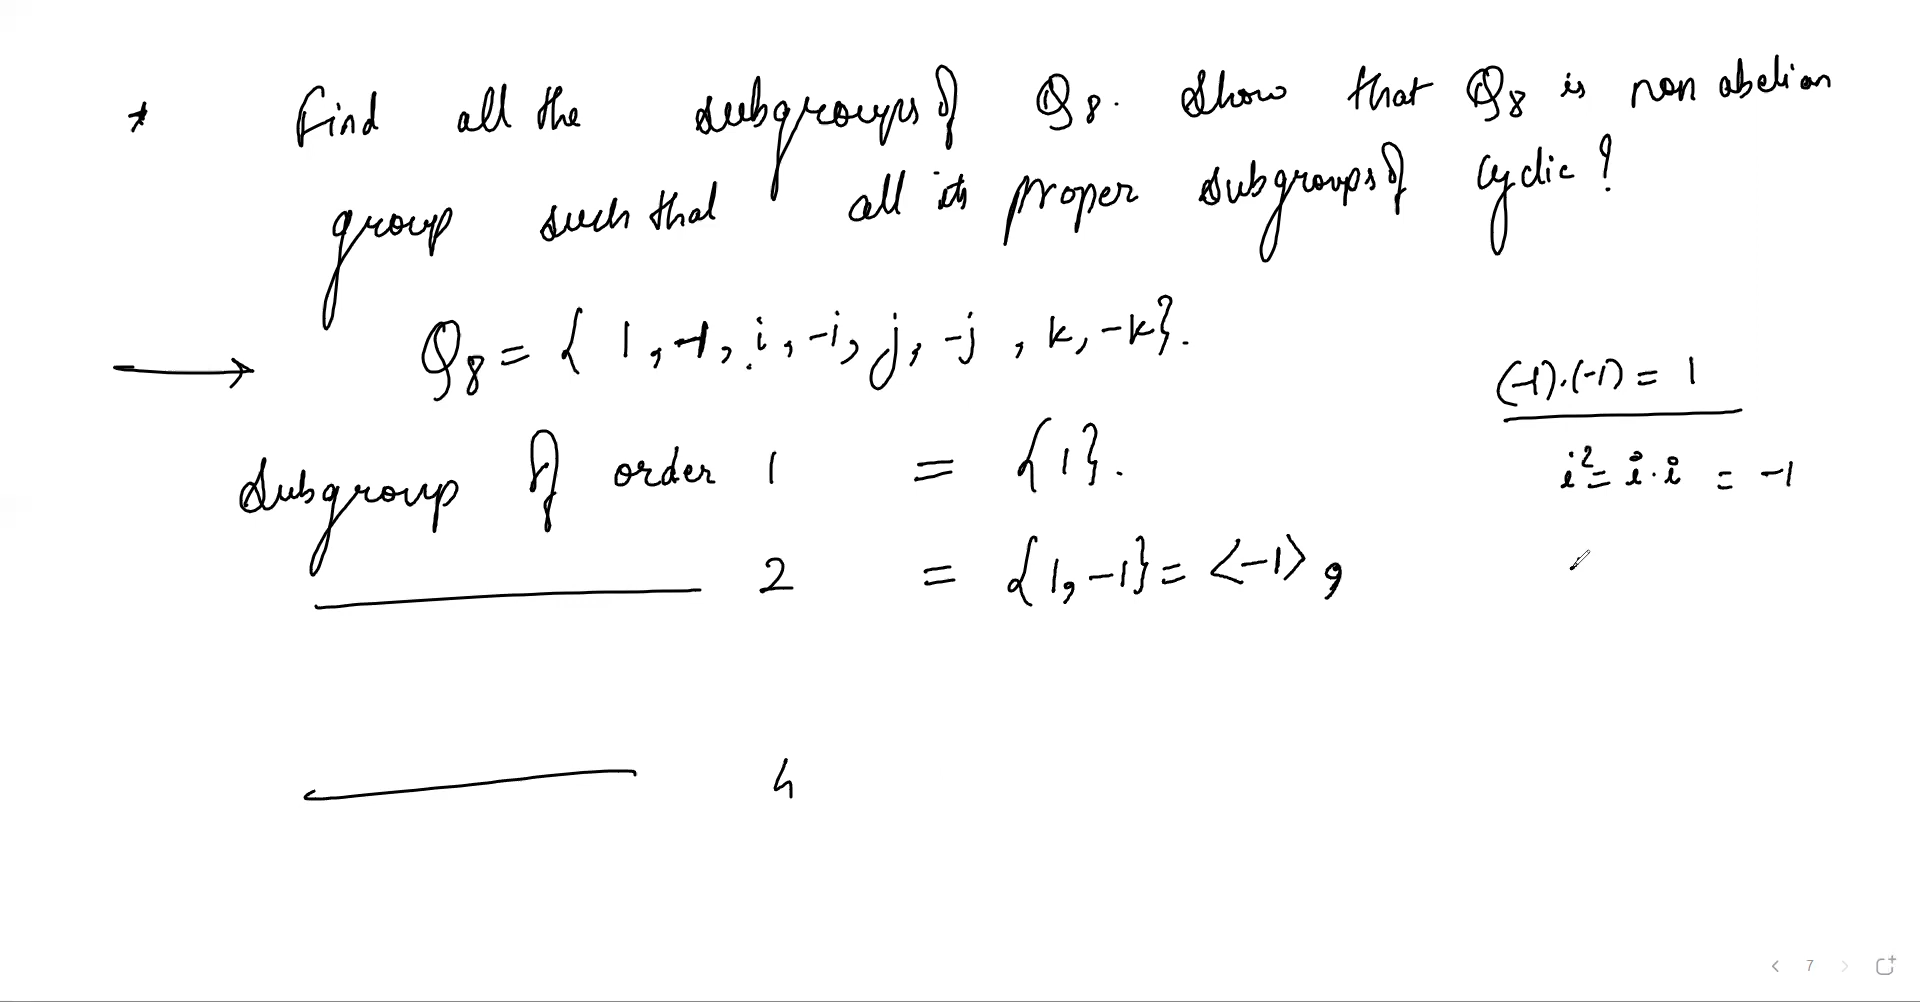 * Find all the subgroups of Q8. Show that Q8 is non abelian
group such that all its proper subgroups of cyclic?
→ Q8 = { 1, -1, i, -i, j, -j, k, -k}.
(-1).(-1) = 1
Subgroup of order 1 = {1}.
i² = i.i = -1
2 = {1, -1} = <-1>,
4
< 7 >